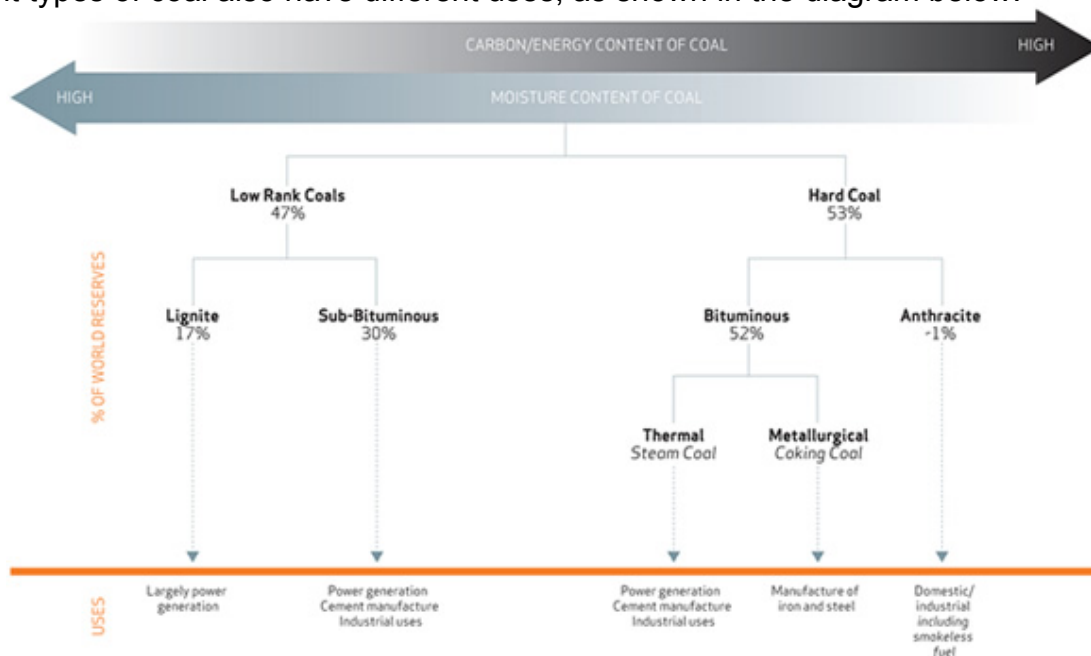 t types of coal also have different uses, as shown in the diagram below.
CARBON/ENERGY CONTENT OF COAL
HIGH
HIGH
MOISTURE CONTENT OF COAL
Low Rank Coals
47%
Hard Coal
53%
% OF WORLD RESERVES
Lignite
17%
Sub-Bituminous
30%
Bituminous
52%
Anthracite
-1%
Thermal
Steam Coal
Metallurgical
Coking Coal
USES
Largely power
generation
Power generation
Cement manufacture
Industrial uses
Power generation
Cement manufacture
Industrial uses
Manufacture of
iron and steel
Domestic/
industrial
including
smokeless
fuel